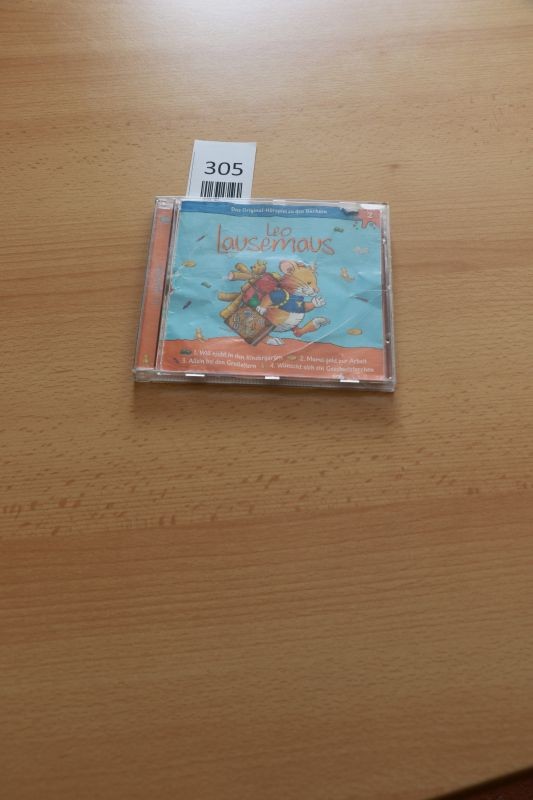 305
Das Original-Hörspiel zu den Büchern
2
Leo
Lausemaus
1. Will nicht in den Kindergarten
2. Mama geht zur Arbeit
3. Allein bei den Großeltern
4. Wünscht sich ein Geschwisterchen